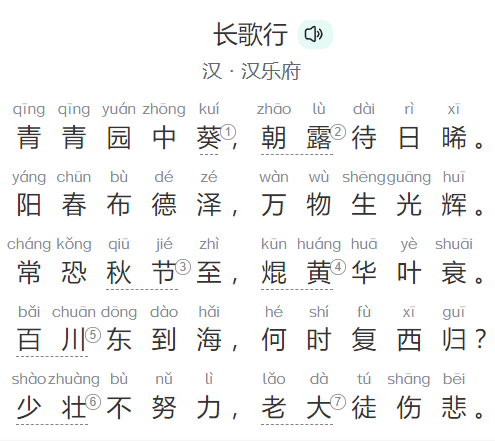 长歌行
汉 · 汉乐府
qīng qīng yuán zhōng kuí zhāo lù dài rì xī
青青园中葵①，朝露②待日晞。
yáng chūn bù dé zé wàn wù shēng guāng huī
阳春布德泽，万物生光辉。
cháng kǒng qiū jié zhì kūn huáng huā yè shuāi
常恐秋节③至，焜黄④华叶衰。
bǎi chuān dōng dào hǎi hé shí fù xī guī
百川⑤东到海，何时复西归？
shào zhuàng bù nǔ lì lǎo dà tú shāng bēi
少壮⑥不努力，老大⑦徒伤悲。